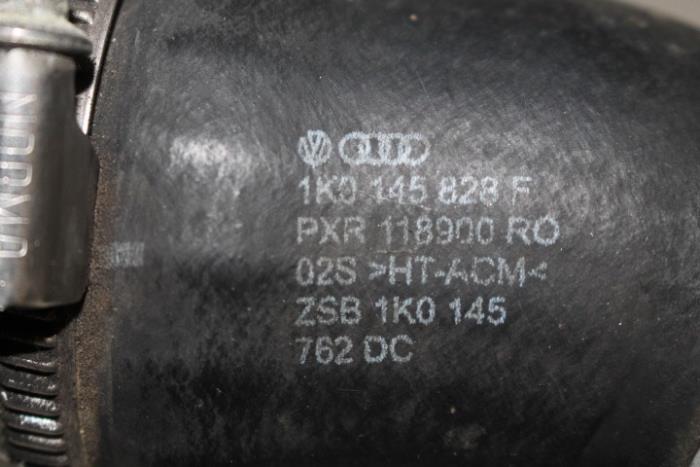 NORMA
1K0 145 828 F
PXR 118900 RO
02S >HT-ACM<
ZSB 1K0 145
762 DC